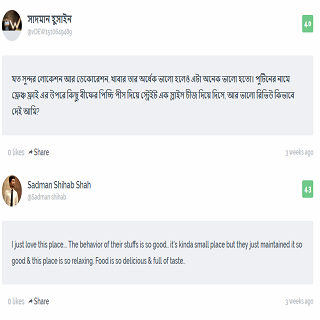 সাদমান হুসাইন
4.0
যত সুন্দর লোকেশন আর ডেকোরেশন, খাবার তার অর্ধেক ভালো হলেও এটা অনেক ভালো হতো। পুটিনের নামে
ফ্রেঞ্চ ফ্রাই এর উপরে কিছু বীফের পিচ্চি পীস দিয়ে স্ট্রেইট এক স্লাইস চীজ দিয়ে দিসে, আর ভালো রিভিউ কিভাবে
দেই আমি?
0 likes Share 3 weeks ago
Sadman Shihab Shah
4.3
@Sadman shihab
I just love this place... The behavior of their stuffs is so good.. it's kinda small place but they just maintained it so
good & this place is so relaxing. Food is so delicious & full of taste..
0 likes Share 3 weeks ago